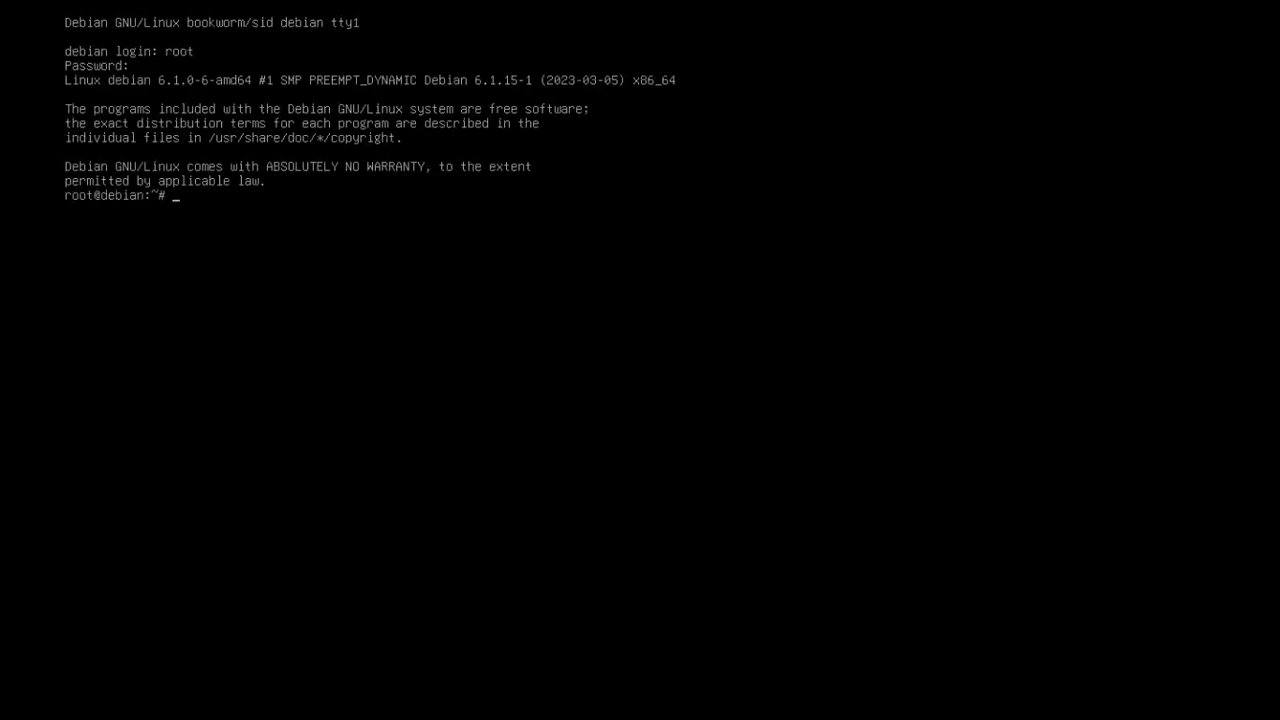 Debian GNU/Linux bookworm/sid debian tty1
debian login: root
Password:
Linux debian 6.1.0-6-amd64 #1 SMP PREEMPT_DYNAMIC Debian 6.1.15-1 (2023-03-05) x86_64
The programs included with the Debian GNU/Linux system are free software;
the exact distribution terms for each program are described in the
individual files in /usr/share/doc/*/copyright.
Debian GNU/Linux comes with ABSOLUTELY NO WARRANTY, to the extent
permitted by applicable law.
root@debian:~# _